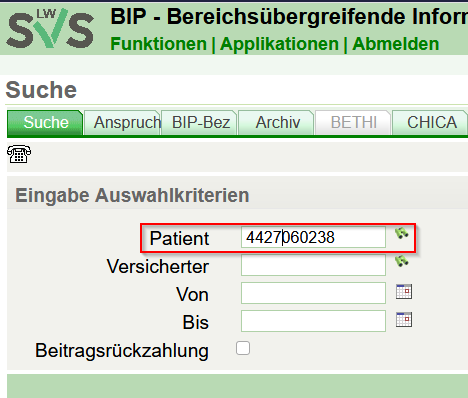 LW
SVS
BIP - Bereichsübergreifende Infor
Funktionen | Applikationen | Abmelden
Suche
Suche Anspruch BIP-Bez Archiv BETHI CHICA
Eingabe Auswahlkriterien
Patient 4427060238
Versicherter
Von
Bis
Beitragsrückzahlung